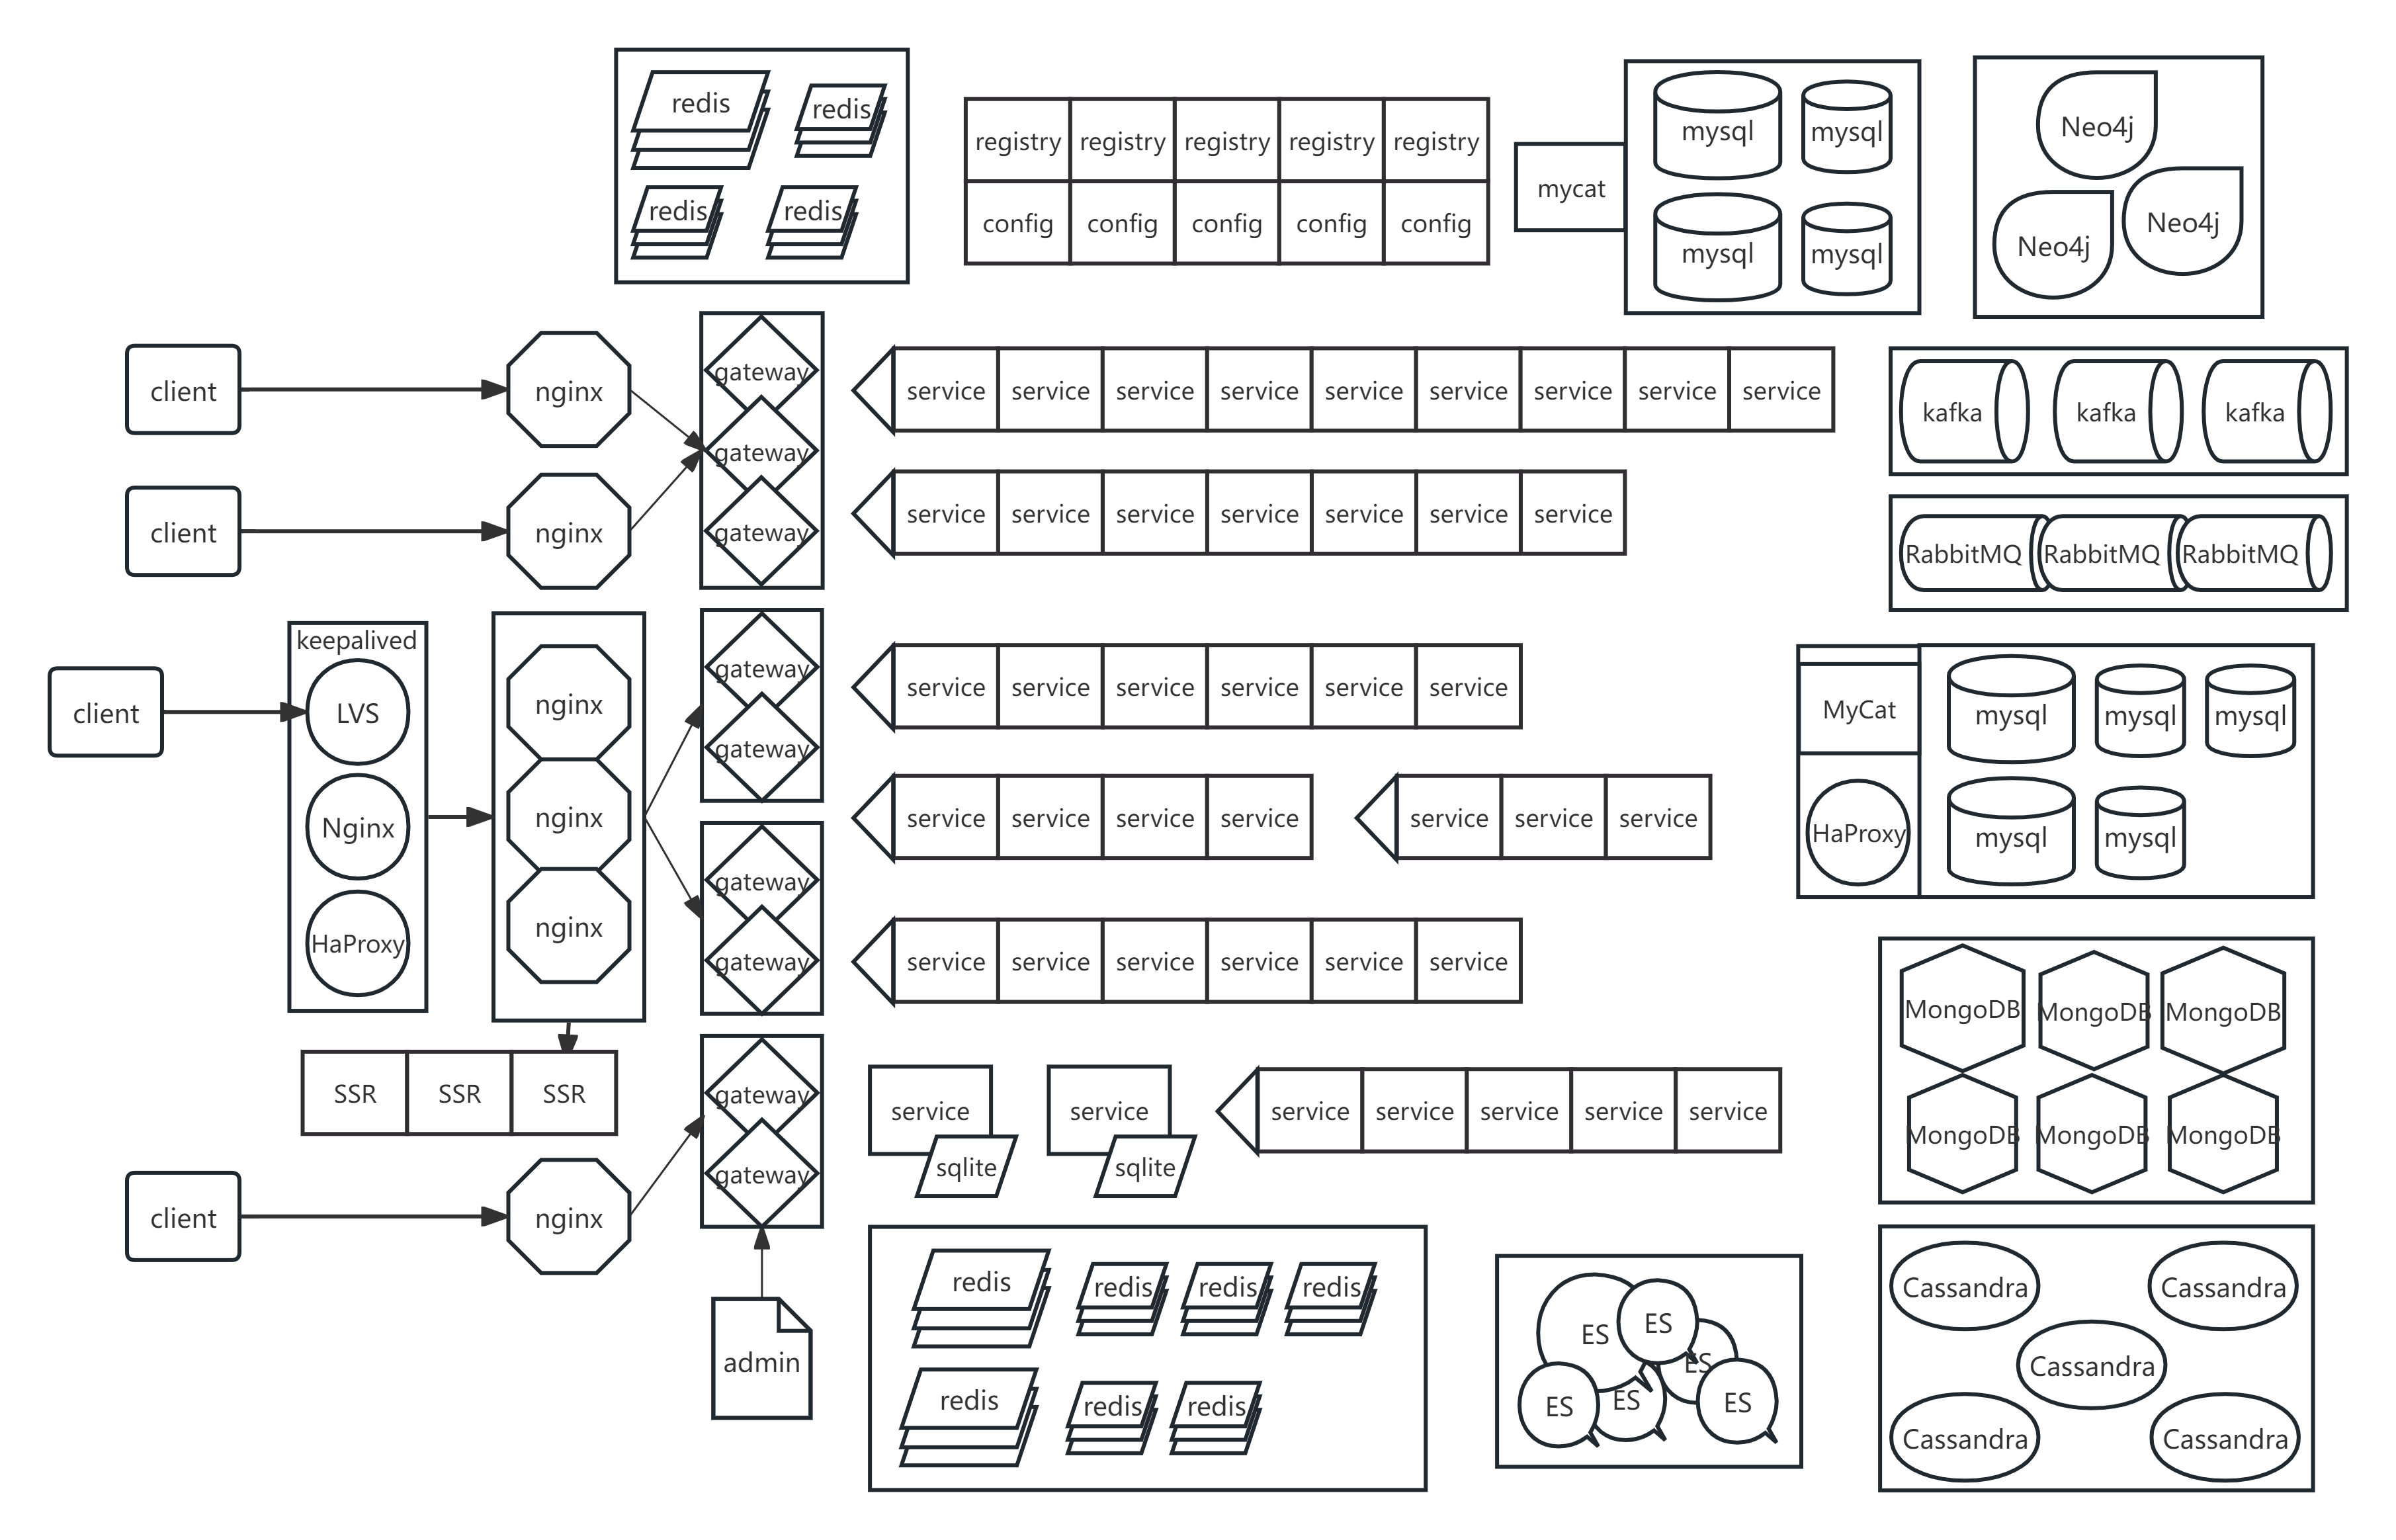 redis
redis
redis
redis
registry registry registry registry registry
config config config config config
mycat
mysql
mysql
mysql
mysql
Neo4j
Neo4j
Neo4j
client
nginx
client
nginx
gateway
gateway
gateway
service service service service service service service service service
service service service service service service service
kafka
kafka
kafka
RabbitMQ
RabbitMQ
RabbitMQ
client
keepalived
LVS
Nginx
HaProxy
nginx
nginx
nginx
gateway
gateway
gateway
gateway
service service service service service service
service service service service
service service service
service service service service service service
MyCat
HaProxy
mysql
mysql
mysql
mysql
mysql
MongoDB
MongoDB
MongoDB
MongoDB
MongoDB
MongoDB
SSR SSR SSR
client
nginx
gateway
gateway
admin
service
sqlite
service
sqlite
service service service service service
redis
redis
redis
redis
redis
redis
redis
ES
ES
ES
ES
ES
ES
Cassandra
Cassandra
Cassandra
Cassandra
Cassandra